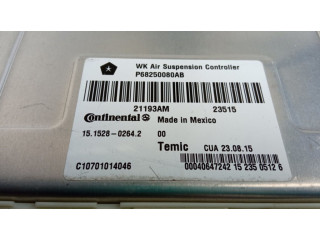 WK Air Suspension Controller
P68250080AB
21193AM 23515
Continental Made in Mexico
15.1528-0264.2 00
Temic CUA 23.08.15
C10701014046 00040647242 15 235 0512 6